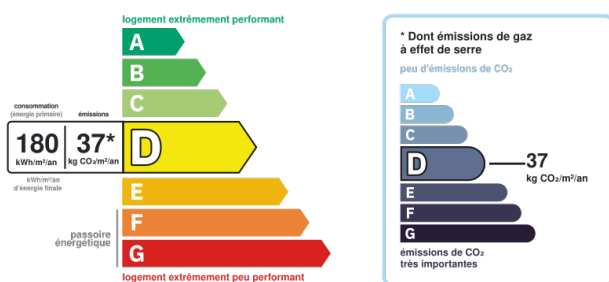 logement extrêmement performant
A
B
C
consommation
(énergie primaire)
émissions
180
kWh/m²/an
37*
kg CO₂/m²/an
D
kWh/m²/an
d'énergie finale
E
F
passoire
énergétique
G
logement extrêmement peu performant
* Dont émissions de gaz
à effet de serre
peu d'émissions de CO₂
A
B
C
D
37
kg CO₂/m²/an
E
F
G
émissions de CO₂
très importantes